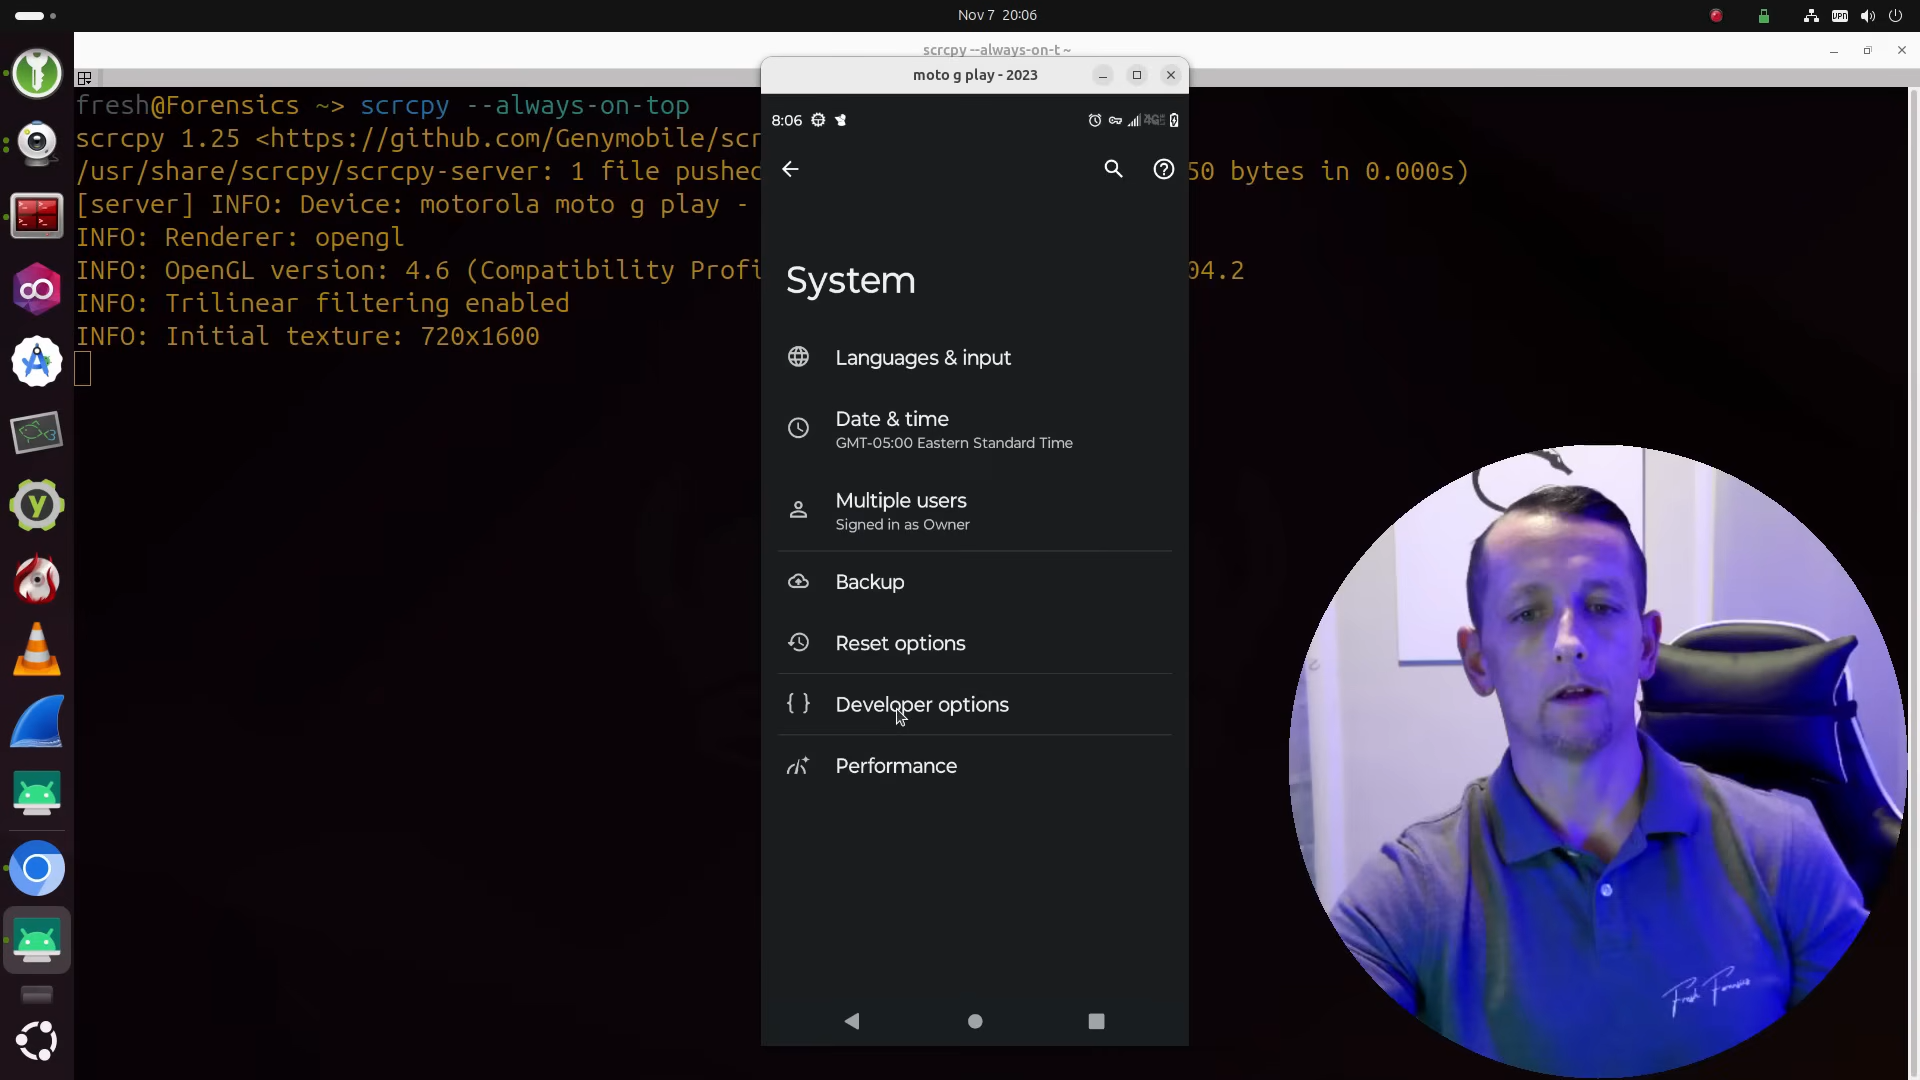 Nov 7 20:06
scrcpy --always-on-t ~
fresh@Forensics ~> scrcpy --always-on-top
scrcpy 1.25 <https://github.com/Genymobile/scr
/usr/share/scrcpy/scrcpy-server: 1 file pushed
50 bytes in 0.000s)
[server] INFO: Device: motorola moto g play -
INFO: Renderer: opengl
INFO: OpenGL version: 4.6 (Compatibility Profi
04.2
INFO: Trilinear filtering enabled
INFO: Initial texture: 720x1600
moto g play - 2023
8:06
System
Languages & input
Date & time
GMT-05:00 Eastern Standard Time
Multiple users
Signed in as Owner
Backup
Reset options
Developer options
Performance
VPN
Fresh Forensics